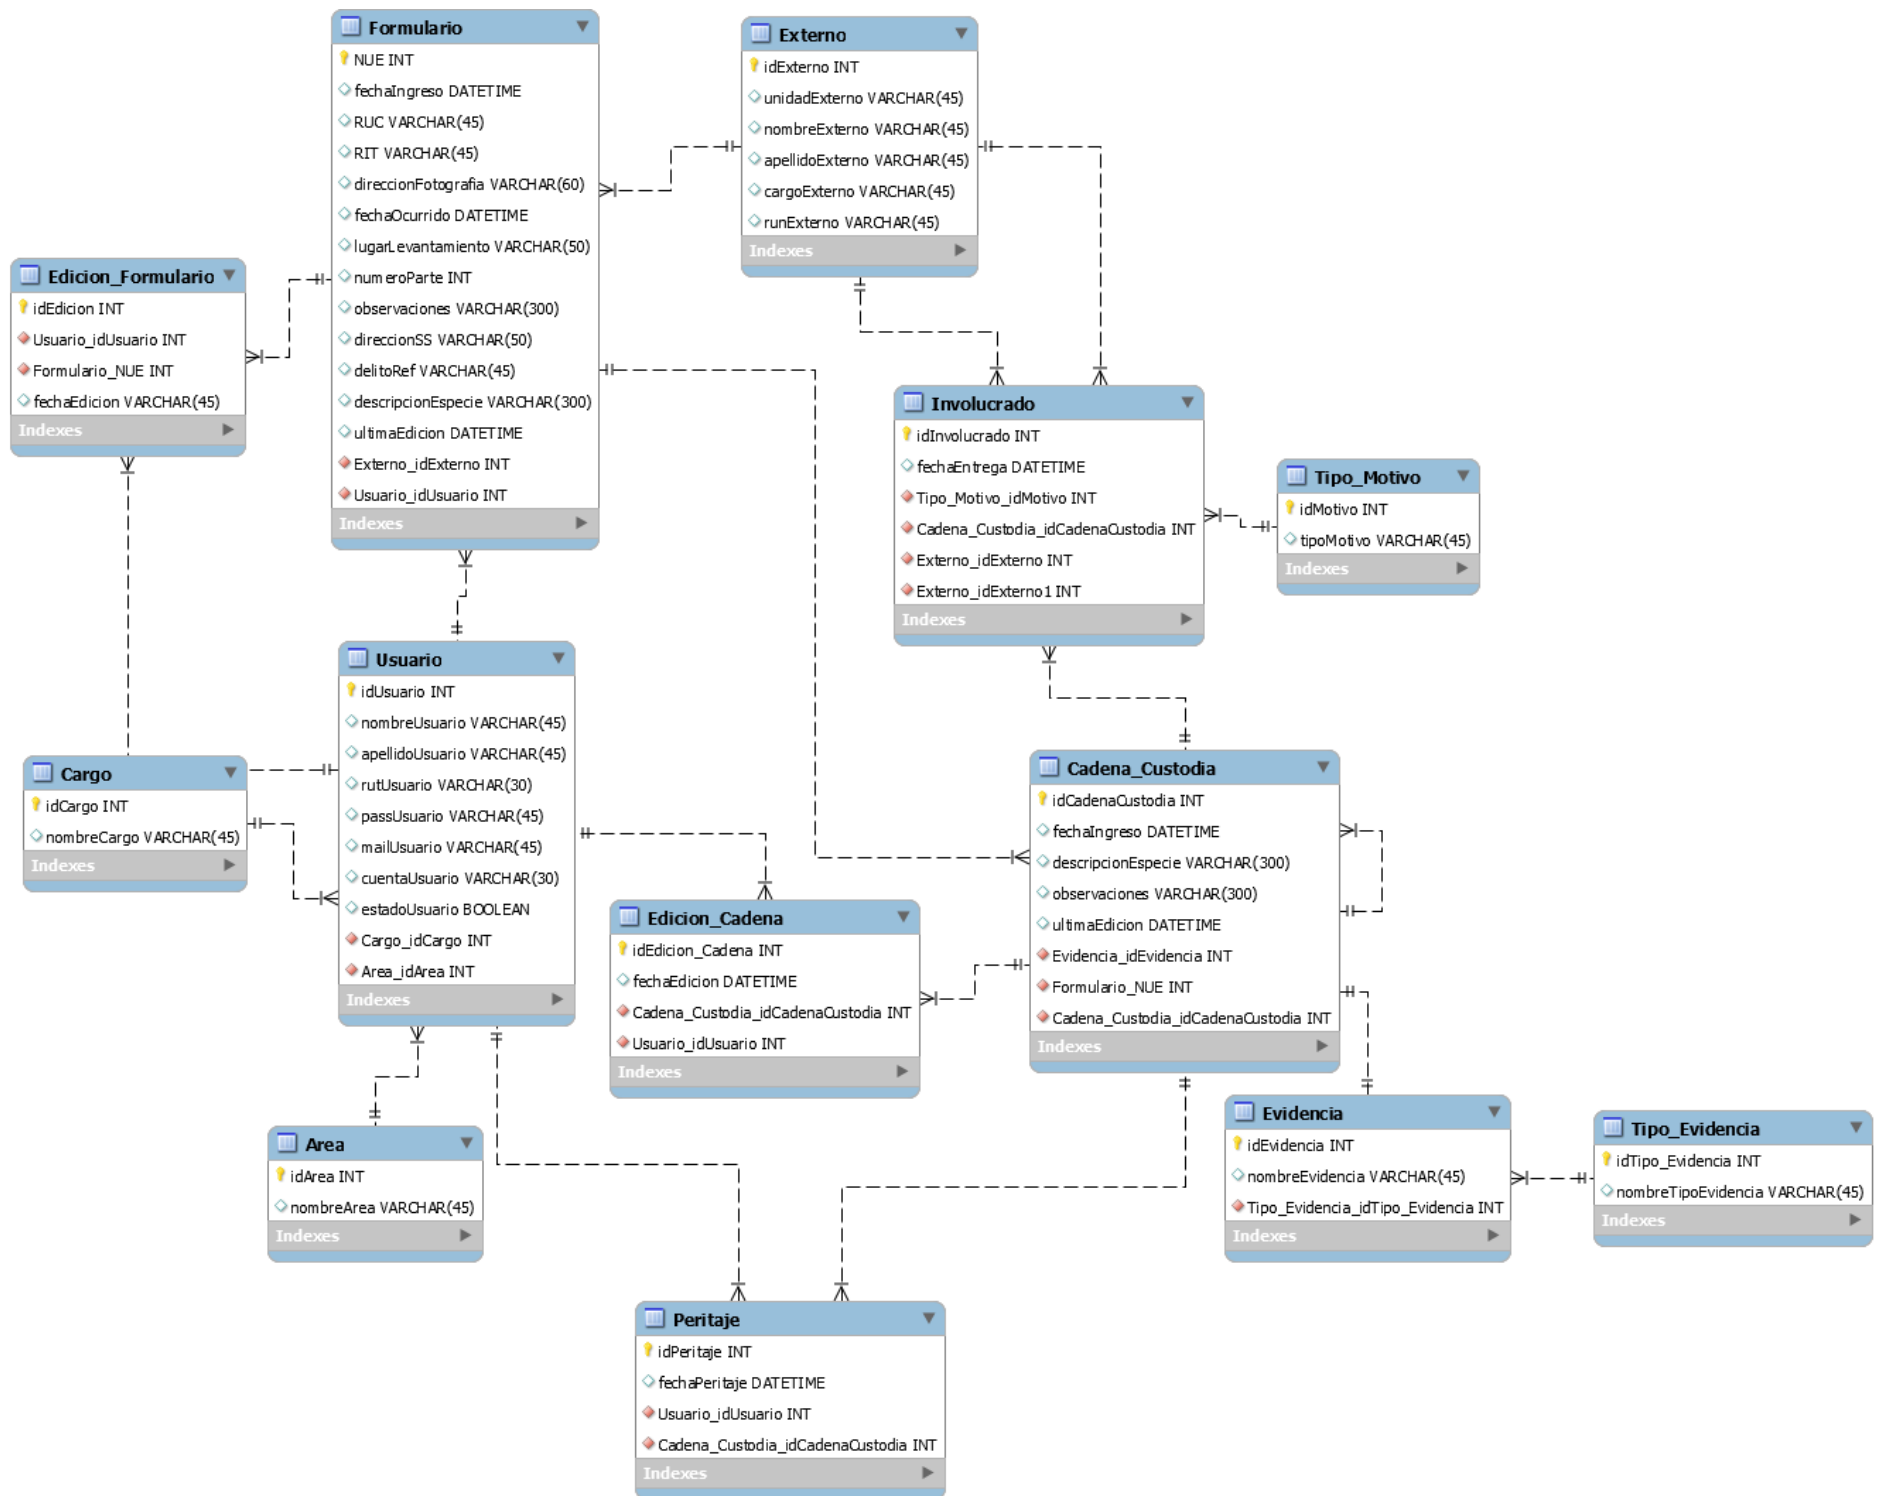 Formulario
NUE INT
fechaIngreso DATETIME
RUC VARCHAR(45)
RIT VARCHAR(45)
direccionFotografia VARCHAR(60)
fechaOcurrido DATETIME
lugarLevantamiento VARCHAR(50)
numeroParte INT
observaciones VARCHAR(300)
direccionSS VARCHAR(50)
delitoRef VARCHAR(45)
descripcionEspecie VARCHAR(300)
ultimaEdicion DATETIME
Externo_idExterno INT
Usuario_idUsuario INT
Indexes
Externo
idExterno INT
unidadExterno VARCHAR(45)
nombreExterno VARCHAR(45)
apellidoExterno VARCHAR(45)
cargoExterno VARCHAR(45)
runExterno VARCHAR(45)
Indexes
Edicion_Formulario
idEdicion INT
Usuario_idUsuario INT
Formulario_NUE INT
fechaEdicion VARCHAR(45)
Indexes
Involucrado
idInvolucrado INT
fechaEntrega DATETIME
Tipo_Motivo_idMotivo INT
Cadena_Custodia_idCadenaCustodia INT
Externo_idExterno INT
Externo_idExterno1 INT
Indexes
Tipo_Motivo
idMotivo INT
tipoMotivo VARCHAR(45)
Indexes
Usuario
idUsuario INT
nombreUsuario VARCHAR(45)
apellidoUsuario VARCHAR(45)
rutUsuario VARCHAR(30)
passUsuario VARCHAR(45)
mailUsuario VARCHAR(45)
cuentaUsuario VARCHAR(30)
estadoUsuario BOOLEAN
Cargo_idCargo INT
Area_idArea INT
Indexes
Cargo
idCargo INT
nombreCargo VARCHAR(45)
Indexes
Cadena_Custodia
idCadenaCustodia INT
fechaIngreso DATETIME
descripcionEspecie VARCHAR(300)
observaciones VARCHAR(300)
ultimaEdicion DATETIME
Evidencia_idEvidencia INT
Formulario_NUE INT
Cadena_Custodia_idCadenaCustodia INT
Indexes
Edicion_Cadena
idEdicion_Cadena INT
fechaEdicion DATETIME
Cadena_Custodia_idCadenaCustodia INT
Usuario_idUsuario INT
Indexes
Area
idArea INT
nombreArea VARCHAR(45)
Indexes
Evidencia
idEvidencia INT
nombreEvidencia VARCHAR(45)
Tipo_Evidencia_idTipo_Evidencia INT
Indexes
Tipo_Evidencia
idTipo_Evidencia INT
nombreTipoEvidencia VARCHAR(45)
Indexes
Peritaje
idPeritaje INT
fechaPeritaje DATETIME
Usuario_idUsuario INT
Cadena_Custodia_idCadenaCustodia INT
Indexes